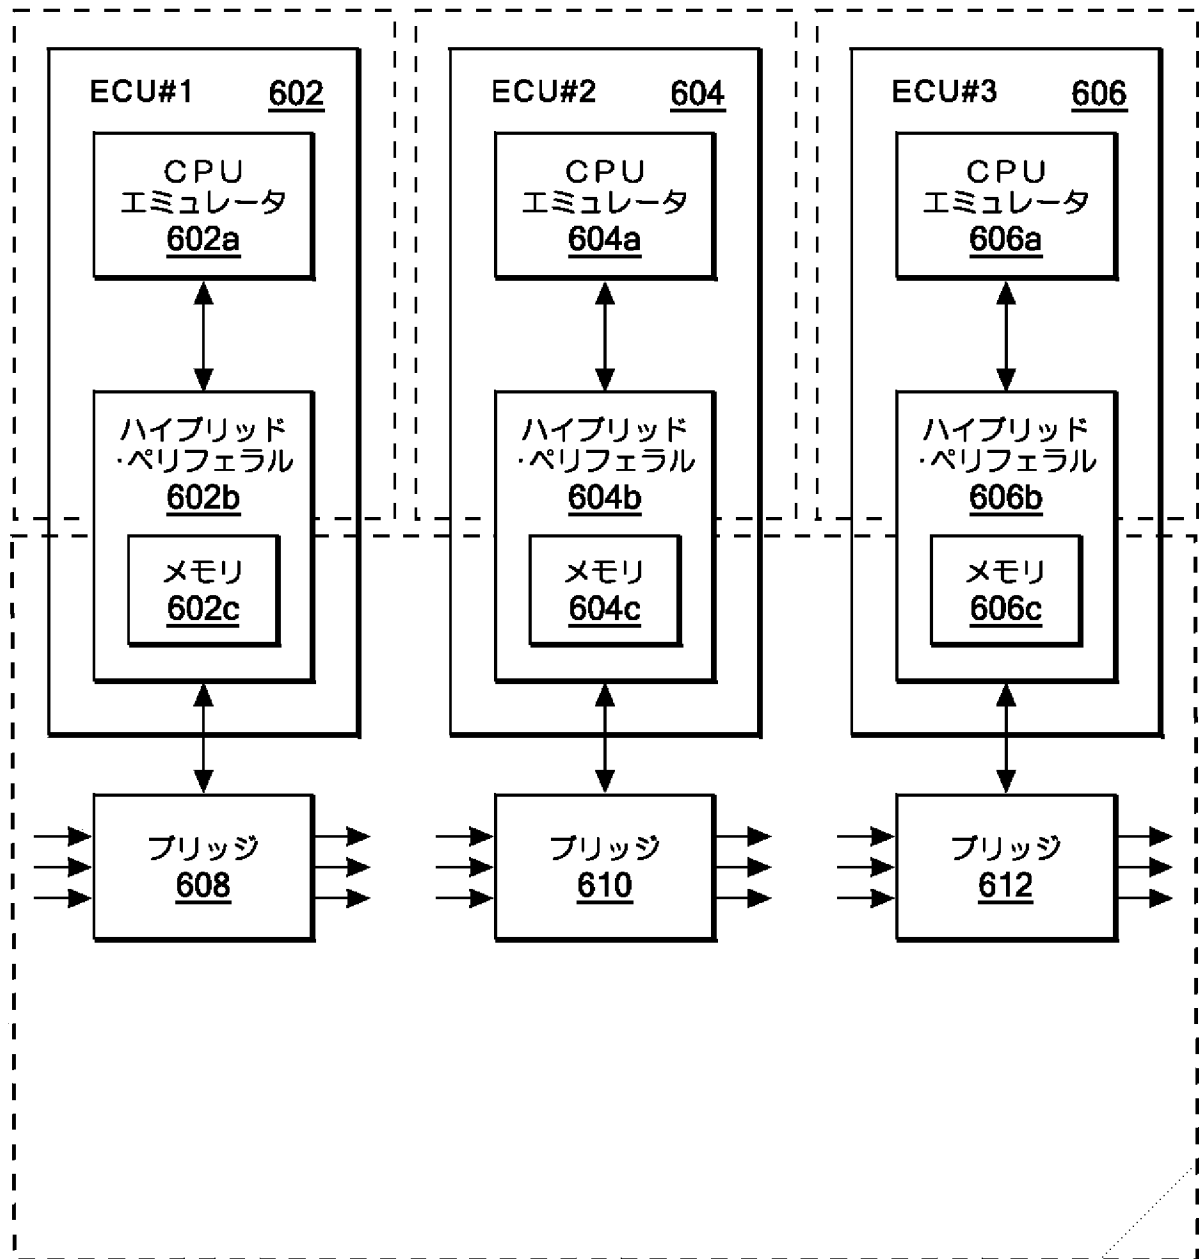 ECU#1 602
CPU
エミュレータ
602a
ハイブリッド
・ペリフェラル
602b
メモリ
602c
ブリッジ
608
ECU#2 604
CPU
エミュレータ
604a
ハイブリッド
・ペリフェラル
604b
メモリ
604c
ブリッジ
610
ECU#3 606
CPU
エミュレータ
606a
ハイブリッド
・ペリフェラル
606b
メモリ
606c
ブリッジ
612